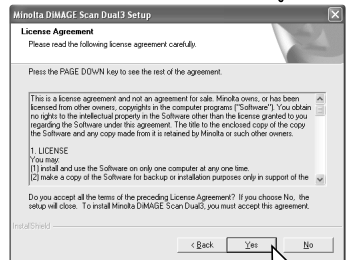 Minolta DiMAGE Scan Dual3 Setup
License Agreement
Please read the following license agreement carefully.
Press the PAGE DOWN key to see the rest of the agreement.
This is a license agreement and not an agreement for sale. Minolta owns, or has been
licensed from other owners, copyrights in the computer programs ("Software"). You obtain
no rights to the intellectual property in the Software other than the license granted to you
regarding the Software under this agreement. The title to the enclosed copy of the copy
the Software and any copy made from it is retained by Minolta or such other owners.
1. LICENSE
You may:
(1) install and use the Software on only one computer at any one time.
(2) make a copy of the Software for backup or installation purposes only in support of the
Do you accept all the terms of the preceding License Agreement? If you choose No, the
setup will close. To install Minolta DiMAGE Scan Dual3, you must accept this agreement.
InstallShield
< Back Yes No